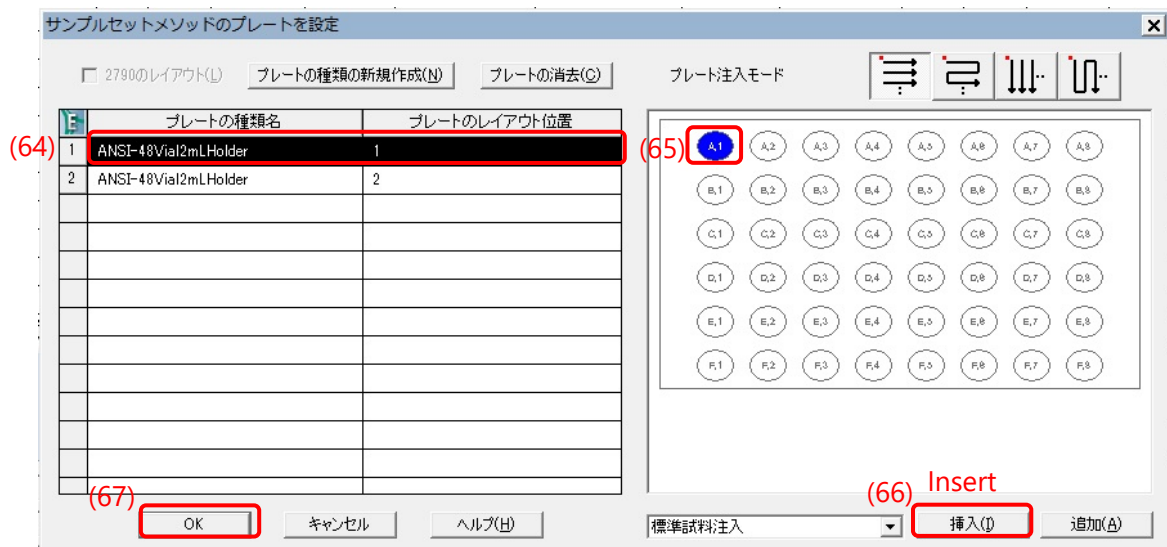 サンプルセットメソッドのプレートを設定
2790のレイアウト(L) プレートの種類の新規作成(N) プレートの消去(C) プレート注入モード
プレートの種類名 プレートのレイアウト位置
(64) 1 ANSI-48Vial2mLHolder 1
2 ANSI-48Vial2mLHolder 2
(65) A,1 A,2 A,3 A,4 A,5 A,6 A,7 A,8
B,1 B,2 B,3 B,4 B,5 B,6 B,7 B,8
C,1 C,2 C,3 C,4 C,5 C,6 C,7 C,8
D,1 D,2 D,3 D,4 D,5 D,6 D,7 D,8
E,1 E,2 E,3 E,4 E,5 E,6 E,7 E,8
F,1 F,2 F,3 F,4 F,5 F,6 F,7 F,8
(66) Insert
(67) OK キャンセル ヘルプ(H) 標準試料注入 挿入(I) 追加(A)